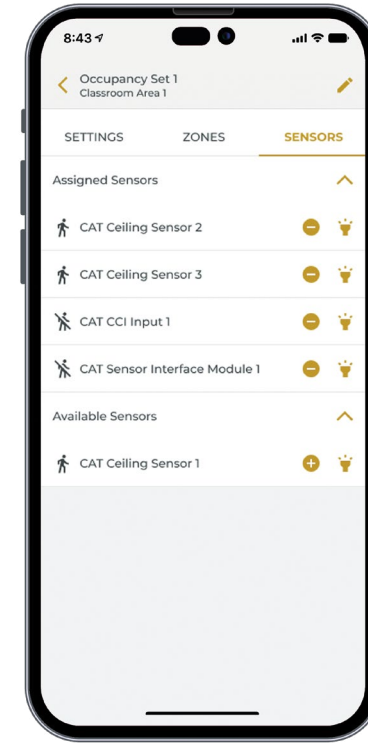 8:43
Occupancy Set 1
Classroom Area 1
SETTINGS ZONES SENSORS
Assigned Sensors
CAT Ceiling Sensor 2
CAT Ceiling Sensor 3
CAT CCI Input 1
CAT Sensor Interface Module 1
Available Sensors
CAT Ceiling Sensor 1